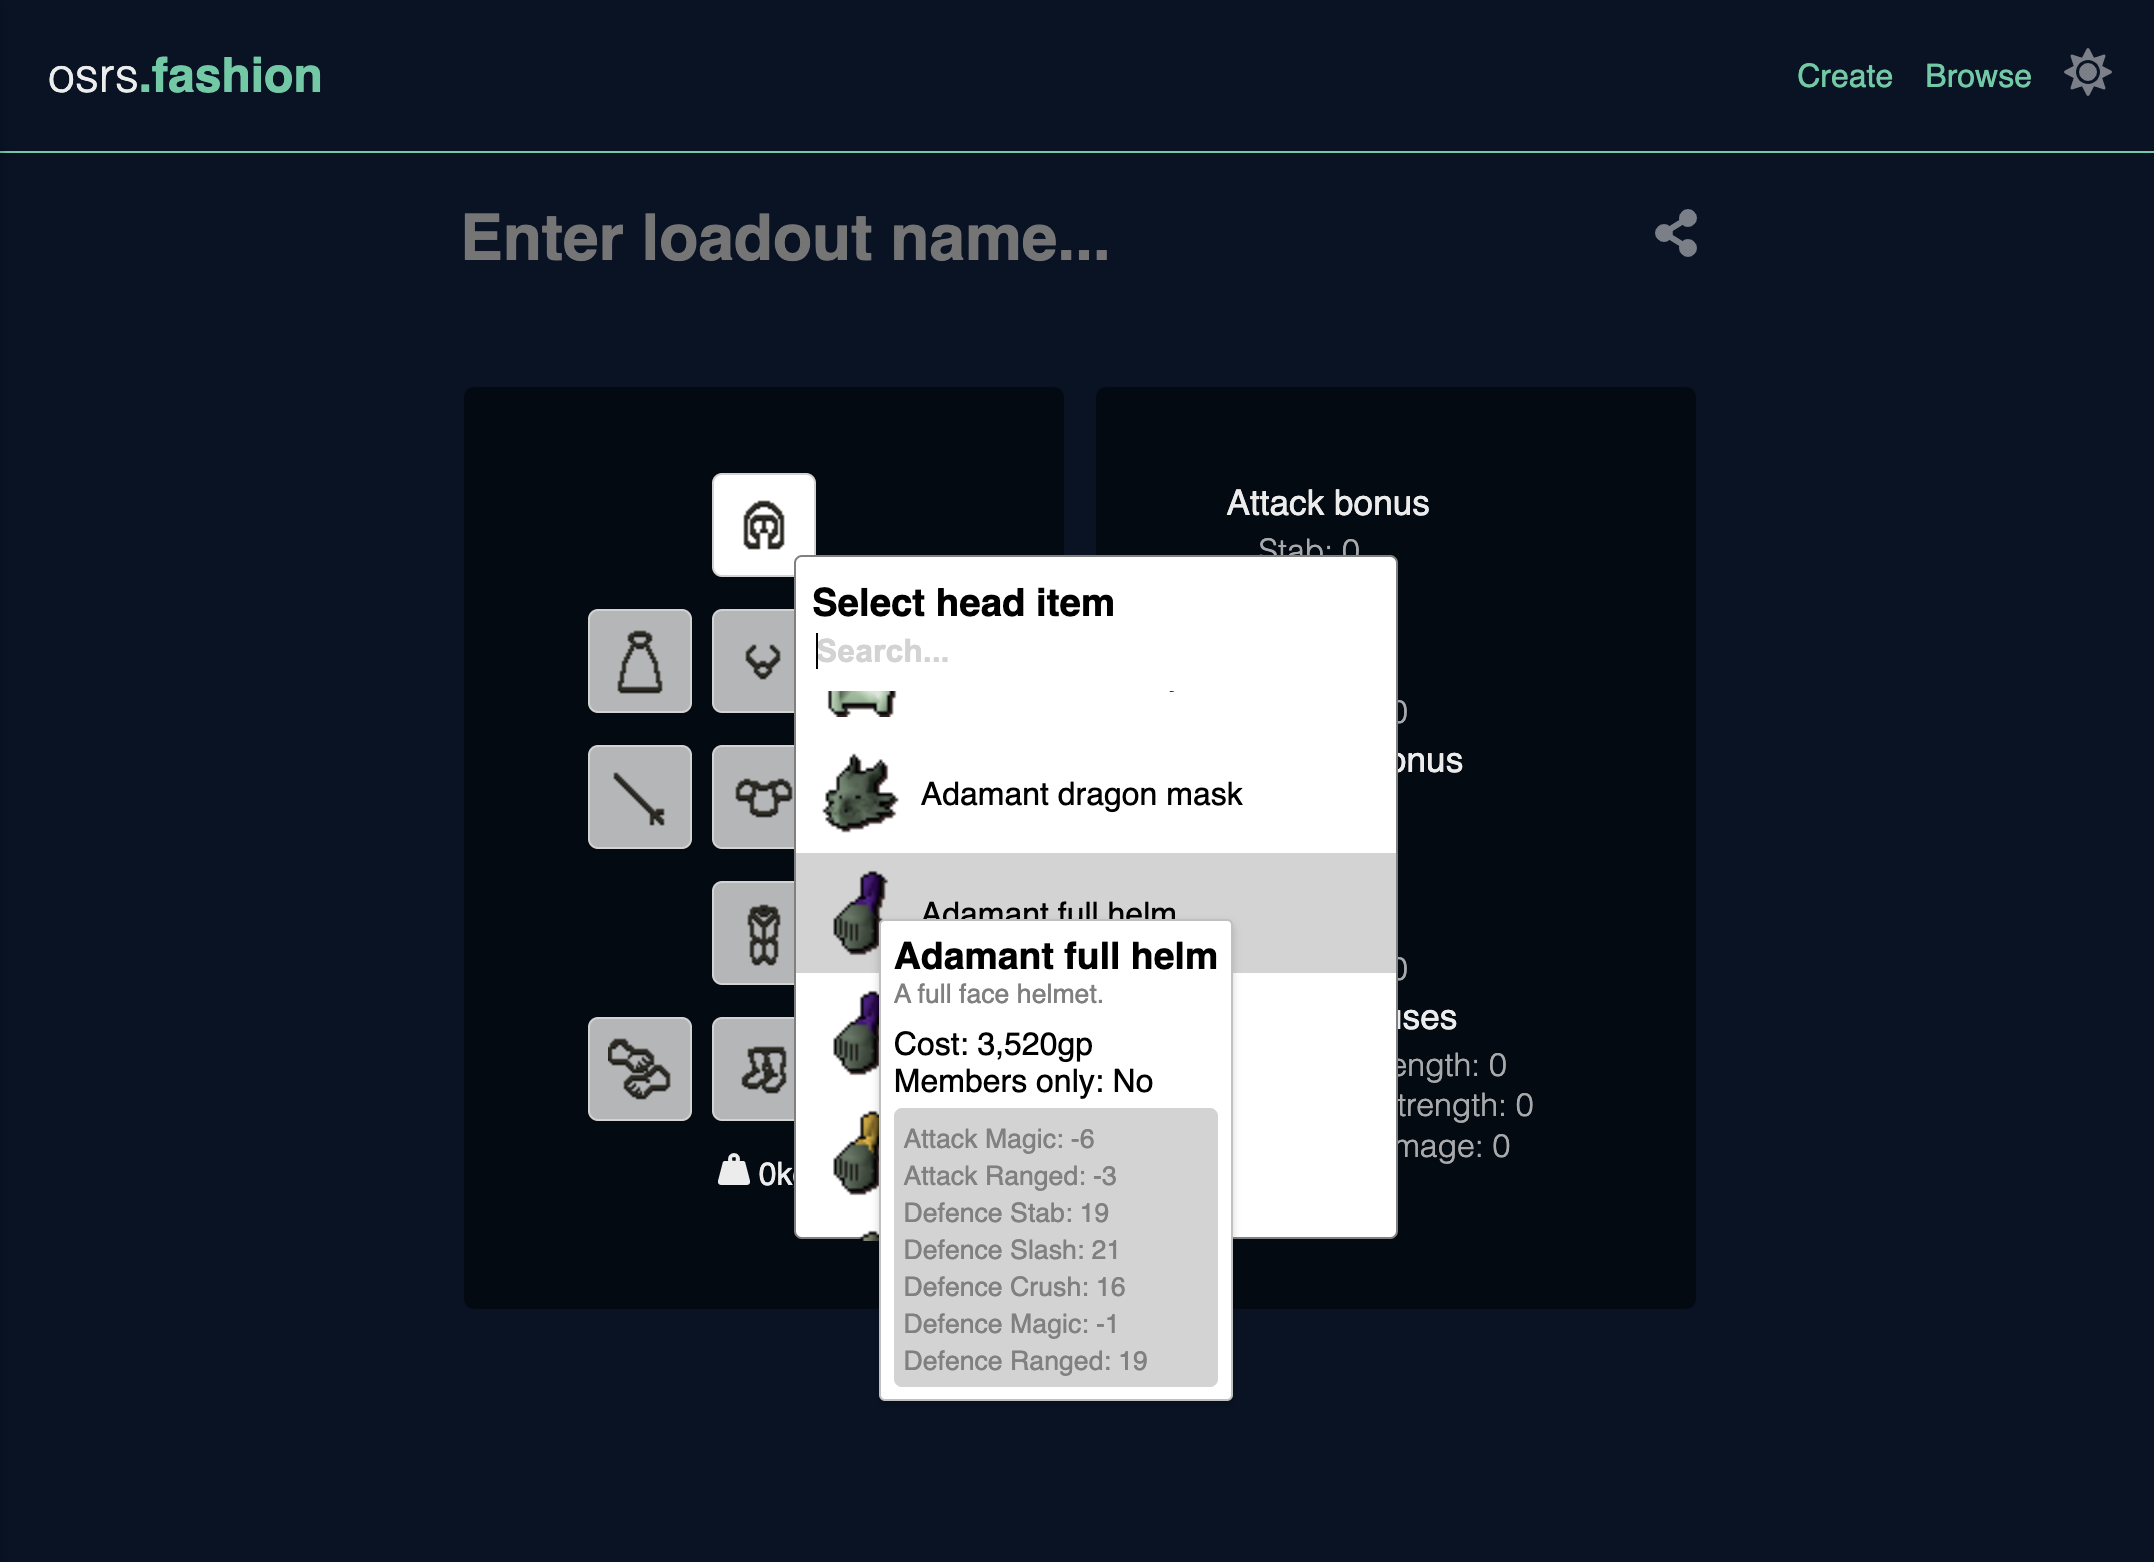 osrs.fashion
Create Browse
Enter loadout name...
Attack bonus
Stab: 0
Select head item
Search...
0
onus
Adamant dragon mask
Adamant full helm
Adamant full helm
A full face helmet.
0
Cost: 3,520gp
Members only: No
uses
ength: 0
trength: 0
mage: 0
Attack Magic: -6
Attack Ranged: -3
Defence Stab: 19
Defence Slash: 21
Defence Crush: 16
Defence Magic: -1
Defence Ranged: 19
0k